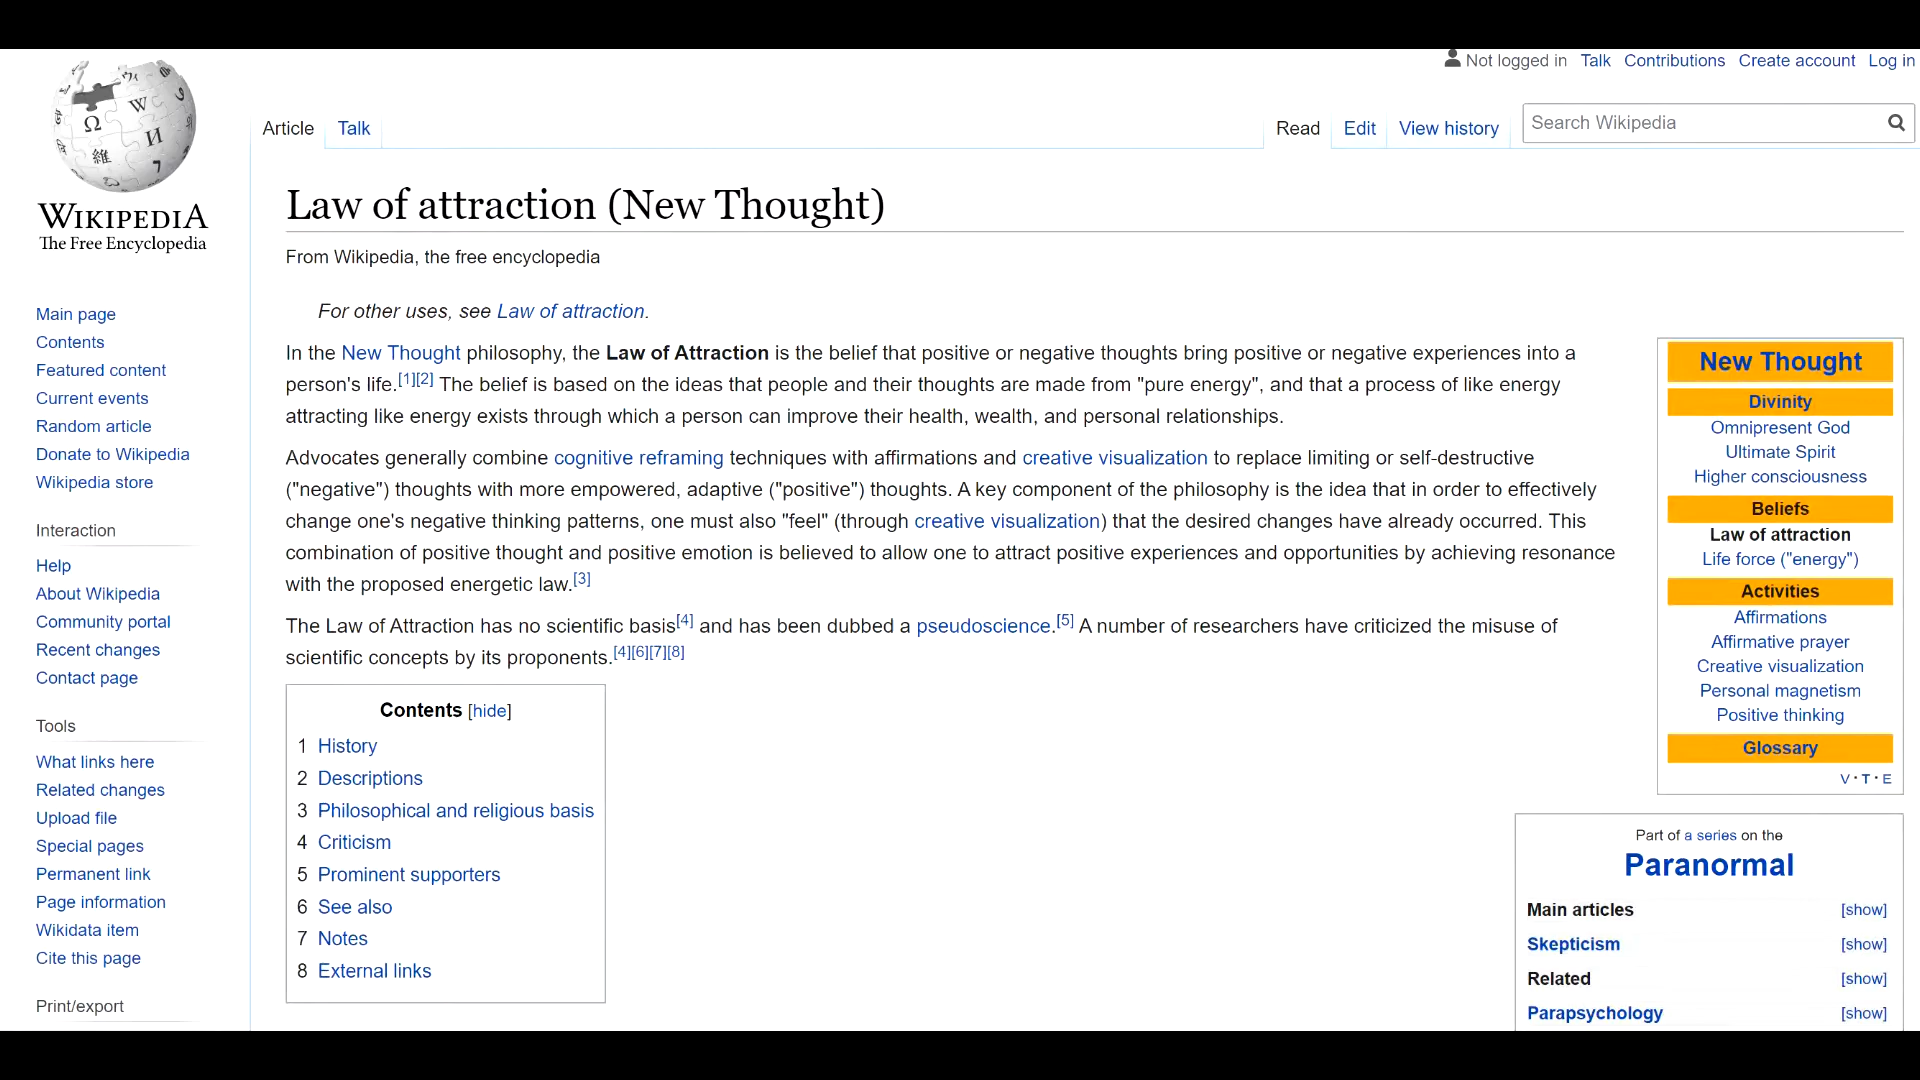 Not logged in Talk Contributions Create account Log in
Article Talk Read Edit View history Search Wikipedia
WIKIPEDIA
The Free Encyclopedia
Main page
Contents
Featured content
Current events
Random article
Donate to Wikipedia
Wikipedia store
Interaction
Help
About Wikipedia
Community portal
Recent changes
Contact page
Tools
What links here
Related changes
Upload file
Special pages
Permanent link
Page information
Wikidata item
Cite this page
Print/export
Law of attraction (New Thought)
From Wikipedia, the free encyclopedia
For other uses, see Law of attraction.
In the New Thought philosophy, the Law of Attraction is the belief that positive or negative thoughts bring positive or negative experiences into a
person's life.[1][2] The belief is based on the ideas that people and their thoughts are made from "pure energy", and that a process of like energy
attracting like energy exists through which a person can improve their health, wealth, and personal relationships.
Advocates generally combine cognitive reframing techniques with affirmations and creative visualization to replace limiting or self-destructive
("negative") thoughts with more empowered, adaptive ("positive") thoughts. A key component of the philosophy is the idea that in order to effectively
change one's negative thinking patterns, one must also "feel" (through creative visualization) that the desired changes have already occurred. This
combination of positive thought and positive emotion is believed to allow one to attract positive experiences and opportunities by achieving resonance
with the proposed energetic law.[3]
The Law of Attraction has no scientific basis[4] and has been dubbed a pseudoscience.[5] A number of researchers have criticized the misuse of
scientific concepts by its proponents.[4][6][7][8]
Contents [hide]
1 History
2 Descriptions
3 Philosophical and religious basis
4 Criticism
5 Prominent supporters
6 See also
7 Notes
8 External links
New Thought
Divinity
Omnipresent God
Ultimate Spirit
Higher consciousness
Beliefs
Law of attraction
Life force ("energy")
Activities
Affirmations
Affirmative prayer
Creative visualization
Personal magnetism
Positive thinking
Glossary
V · T · E
Part of a series on the
Paranormal
Main articles [show]
Skepticism [show]
Related [show]
Parapsychology [show]